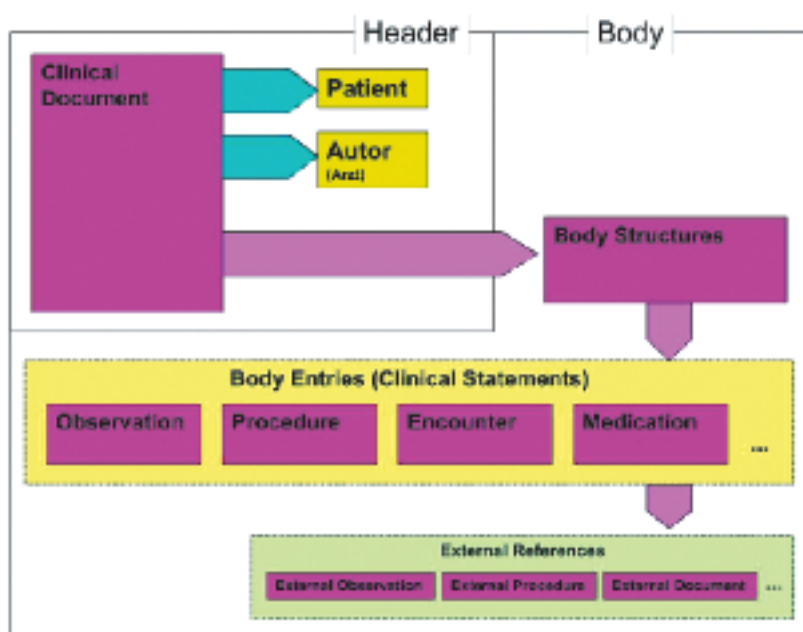 Header
Body
Clinical
Document
Patient
Autor
(Arzt)
Body Structures
Body Entries (Clinical Statements)
Observation
Procedure
Encounter
Medication
...
External References
External Observation
External Procedure
External Document
...